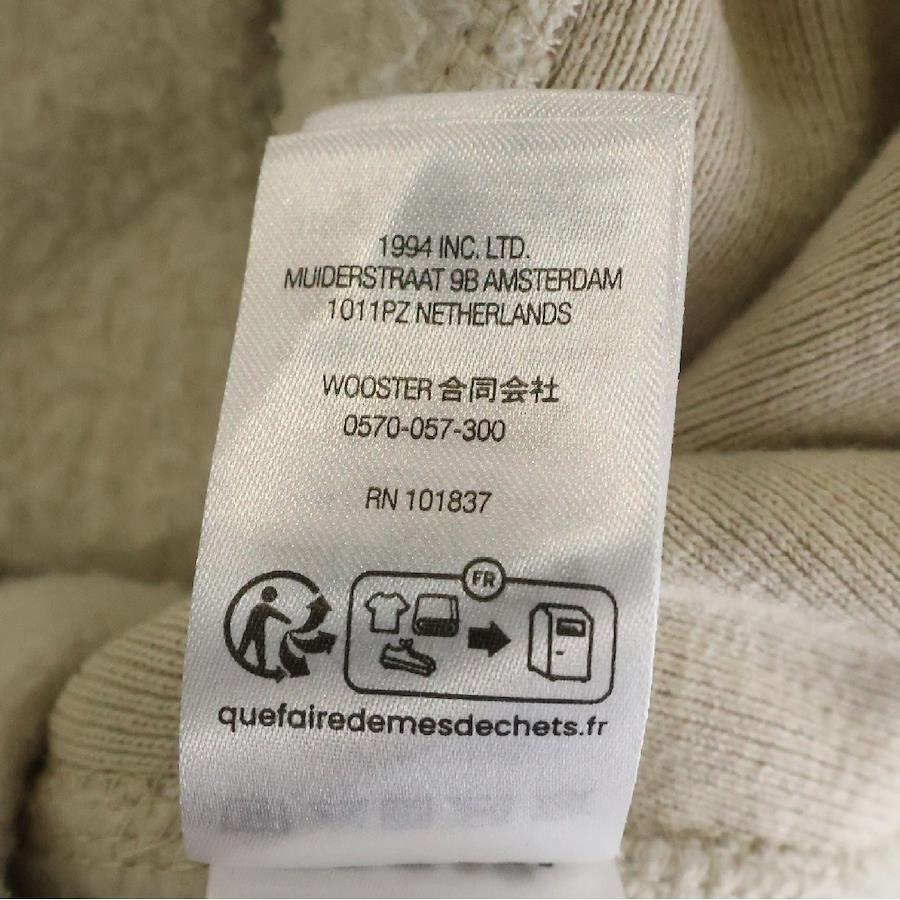 1994 INC. LTD.
MUIDERSTRAAT 9B AMSTERDAM
1011PZ NETHERLANDS
WOOSTER 合同会社
0570-057-300
RN 101837
FR
quefairedemesdechets.fr